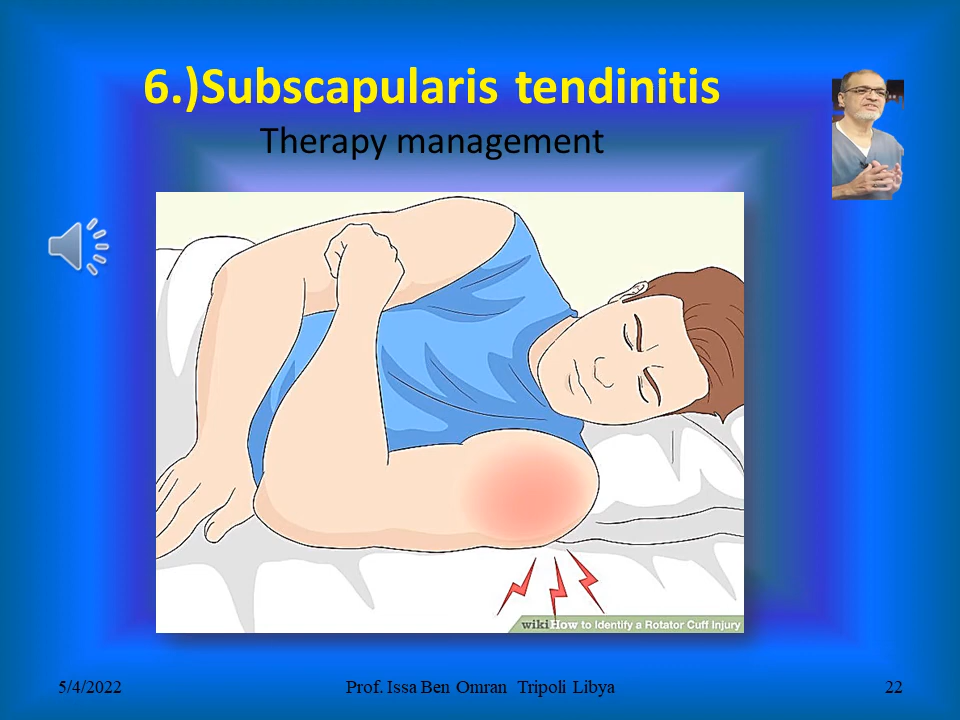 6.)Subscapularis tendinitis
Therapy management
wikiHow to Identify a Rotator Cuff Injury
5/4/2022
Prof. Issa Ben Omran Tripoli Libya
22